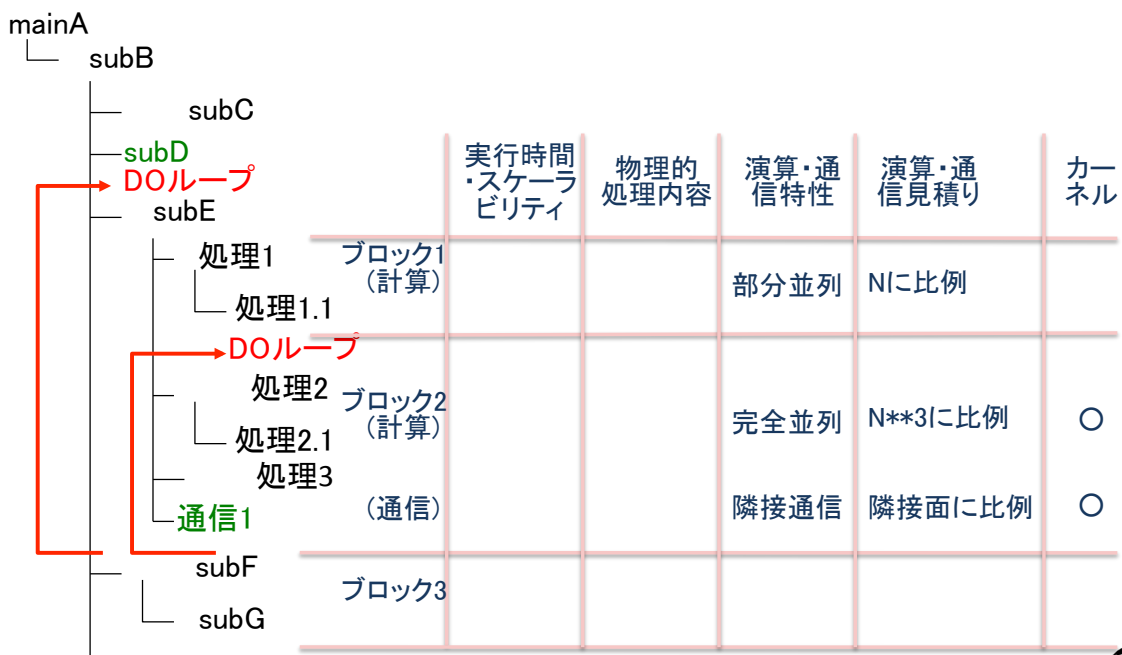 mainA
subB
subC
subD
DOループ
subE
処理1
処理1.1
DOループ
処理2
処理2.1
処理3
通信1
subF
subG
実行時間
・スケーラ
ビリティ
物理的
処理内容
演算・通
信特性
演算・通
信見積り
カー
ネル
ブロック1
(計算)
部分並列
Nに比例
ブロック2
(計算)
完全並列
N**3に比例
○
(通信)
隣接通信
隣接面に比例
○
ブロック3